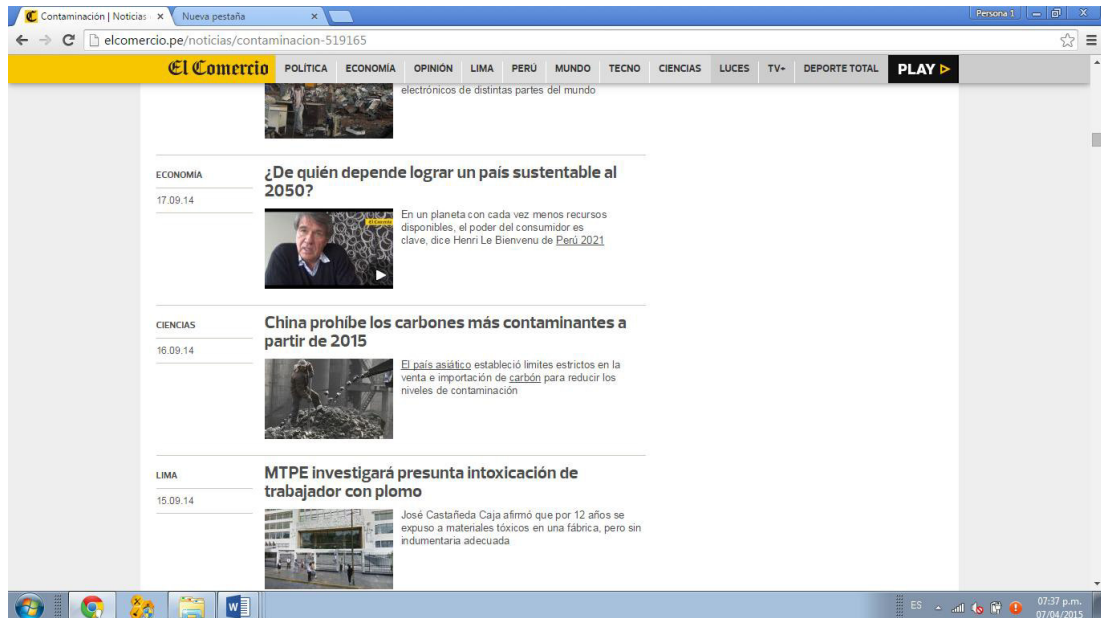 Contaminación | Noticias
Nueva pestaña
Persona 1
elcomercio.pe/noticias/contaminacion-519165
El Comercio POLÍTICA ECONOMÍA OPINIÓN LIMA PERÚ MUNDO TECNO CIENCIAS LUCES TV+ DEPORTE TOTAL PLAY
electrónicos de distintas partes del mundo
ECONOMÍA
17.09.14
¿De quién depende lograr un país sustentable al
2050?
El Comercio
En un planeta con cada vez menos recursos
disponibles, el poder del consumidor es
clave, dice Henri Le Bienvenu de Perú 2021
CIENCIAS
16.09.14
China prohíbe los carbones más contaminantes a
partir de 2015
El país asiático estableció limites estrictos en la
venta e importación de carbón para reducir los
niveles de contaminación
LIMA
15.09.14
MTPE investigará presunta intoxicación de
trabajador con plomo
José Castañeda Caja afirmó que por 12 años se
expuso a materiales tóxicos en una fábrica, pero sin
indumentaria adecuada
ES
07:37 p.m.
07/04/2015